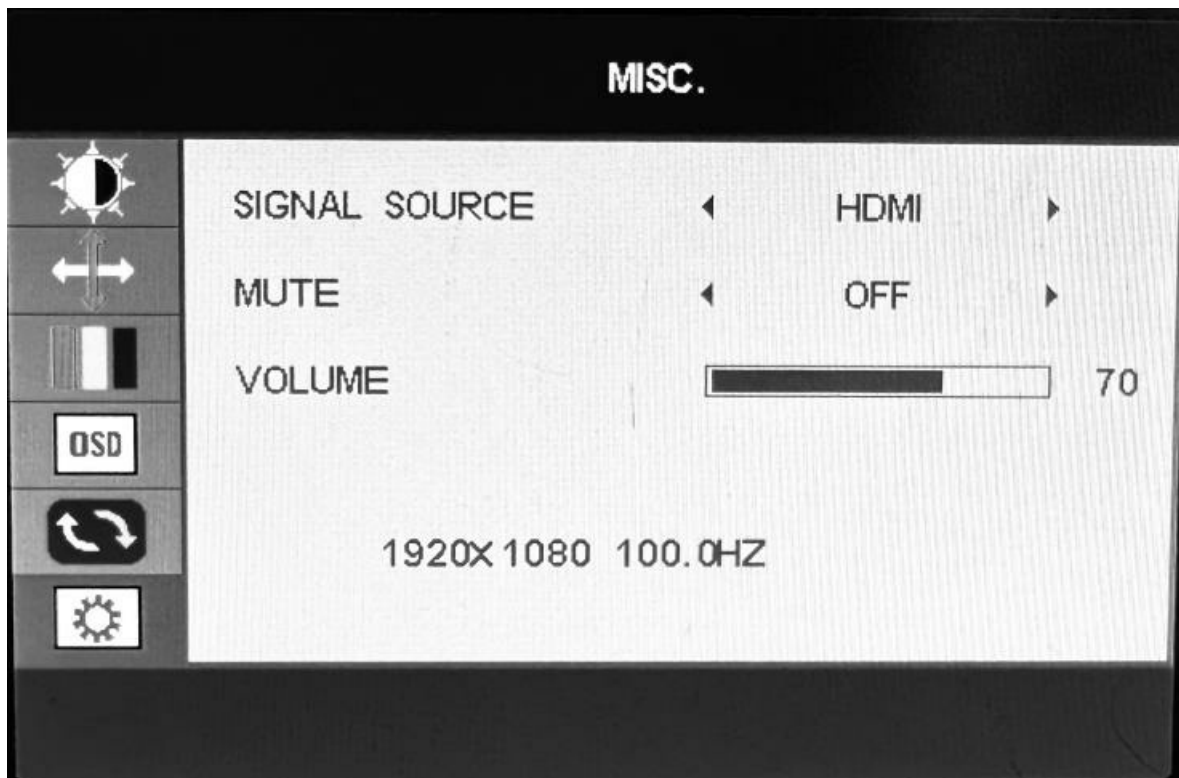 MISC.
SIGNAL SOURCE HDMI
MUTE OFF
VOLUME 70
OSD
1920X1080 100.0HZ